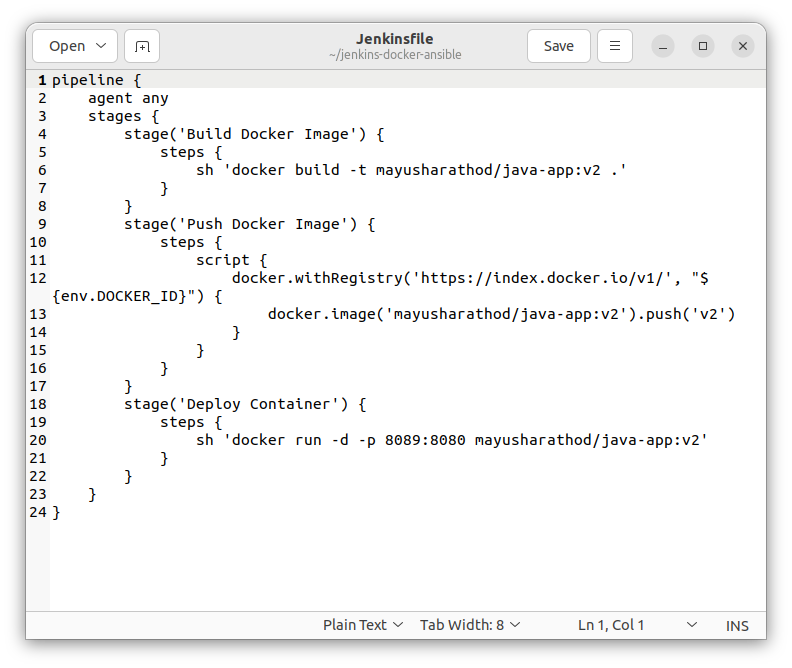 Open
Jenkinsfile
~/jenkins-docker-ansible
Save
1 pipeline {
2     agent any
3     stages {
4         stage('Build Docker Image') {
5             steps {
6                 sh 'docker build -t mayusharathod/java-app:v2 .'
7             }
8         }
9         stage('Push Docker Image') {
10             steps {
11                 script {
12                     docker.withRegistry('https://index.docker.io/v1/', "$
{env.DOCKER_ID}") {
13                         docker.image('mayusharathod/java-app:v2').push('v2')
14                     }
15                 }
16             }
17         }
18         stage('Deploy Container') {
19             steps {
20                 sh 'docker run -d -p 8089:8080 mayusharathod/java-app:v2'
21             }
22         }
23     }
24 }
Plain Text Tab Width: 8 Ln 1, Col 1 INS